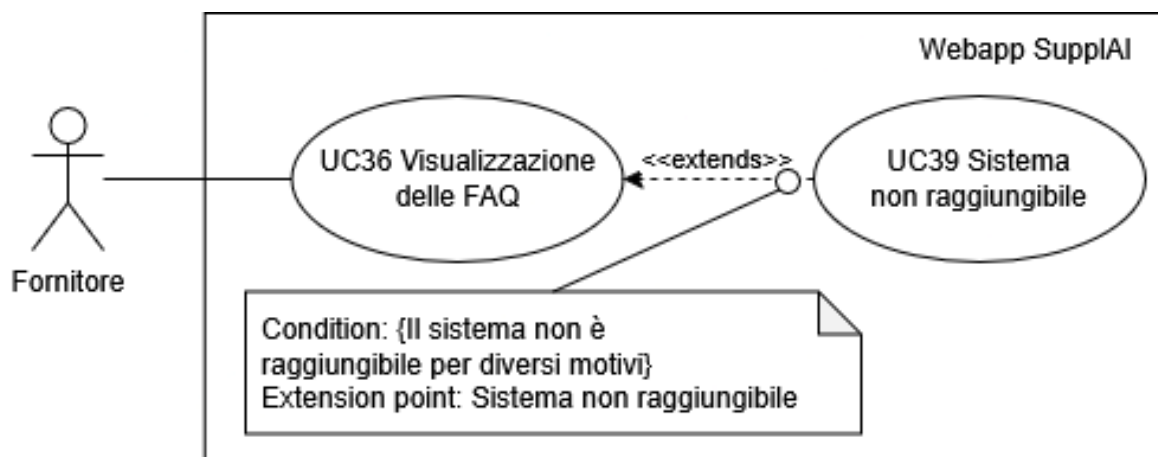 Webapp SupplAI
UC36 Visualizzazione
delle FAQ
<<extends>>
UC39 Sistema
non raggiungibile
Fornitore
Condition: {Il sistema non è
raggiungibile per diversi motivi}
Extension point: Sistema non raggiungibile